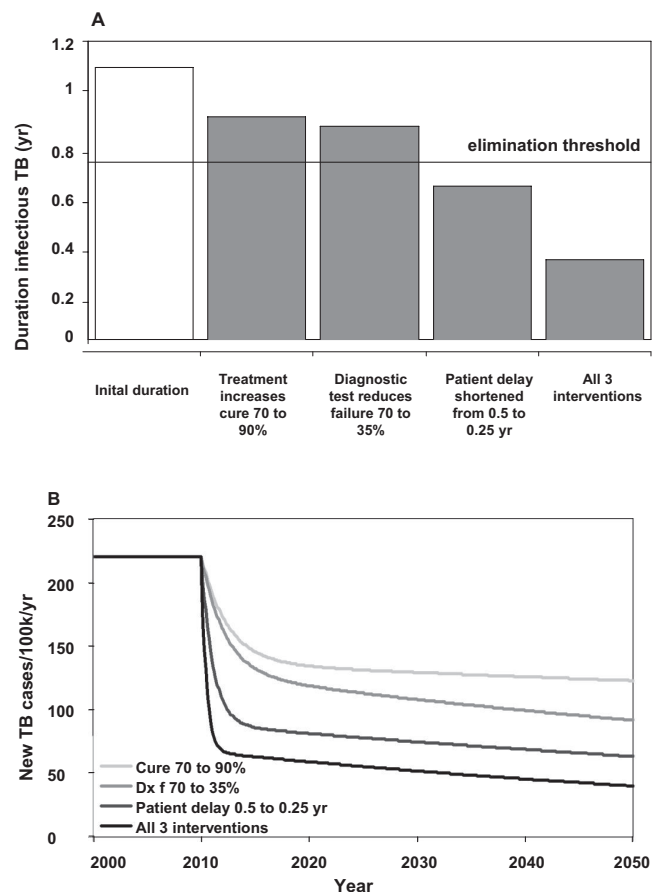 A
1.2
1
0.8
0.6
0.4
0.2
0
Duration infectious TB (yr)
elimination threshold
Inital duration
Treatment
increases
cure 70 to
90%
Diagnostic
test reduces
failure 70 to
35%
Patient delay
shortened
from 0.5 to
0.25 yr
All 3
interventions
B
250
200
150
100
50
0
New TB cases/100k/yr
Cure 70 to 90%
Dx f 70 to 35%
Patient delay 0.5 to 0.25 yr
All 3 interventions
2000
2010
2020
2030
2040
2050
Year